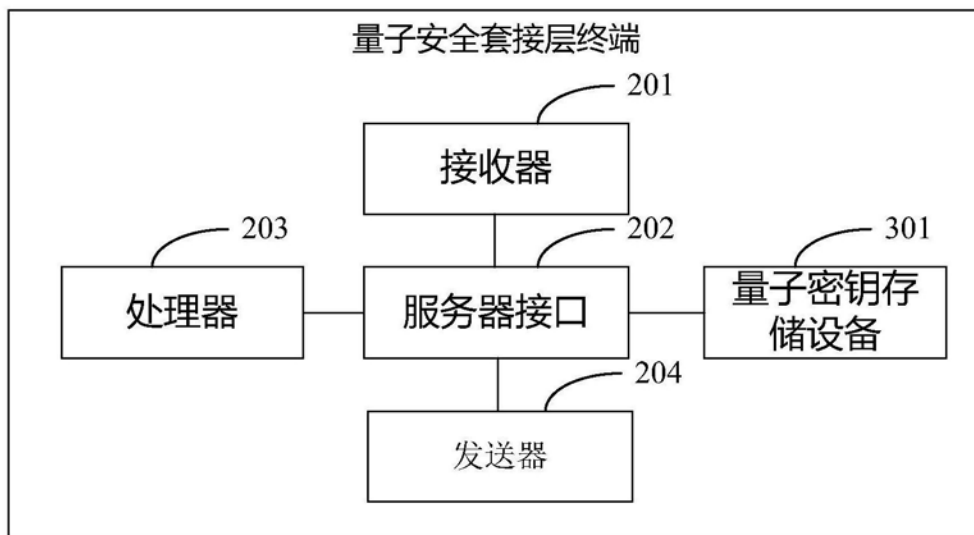 量子安全套接层终端
201
接收器
203
202
301
处理器
服务器接口
量子密钥存
储设备
204
发送器